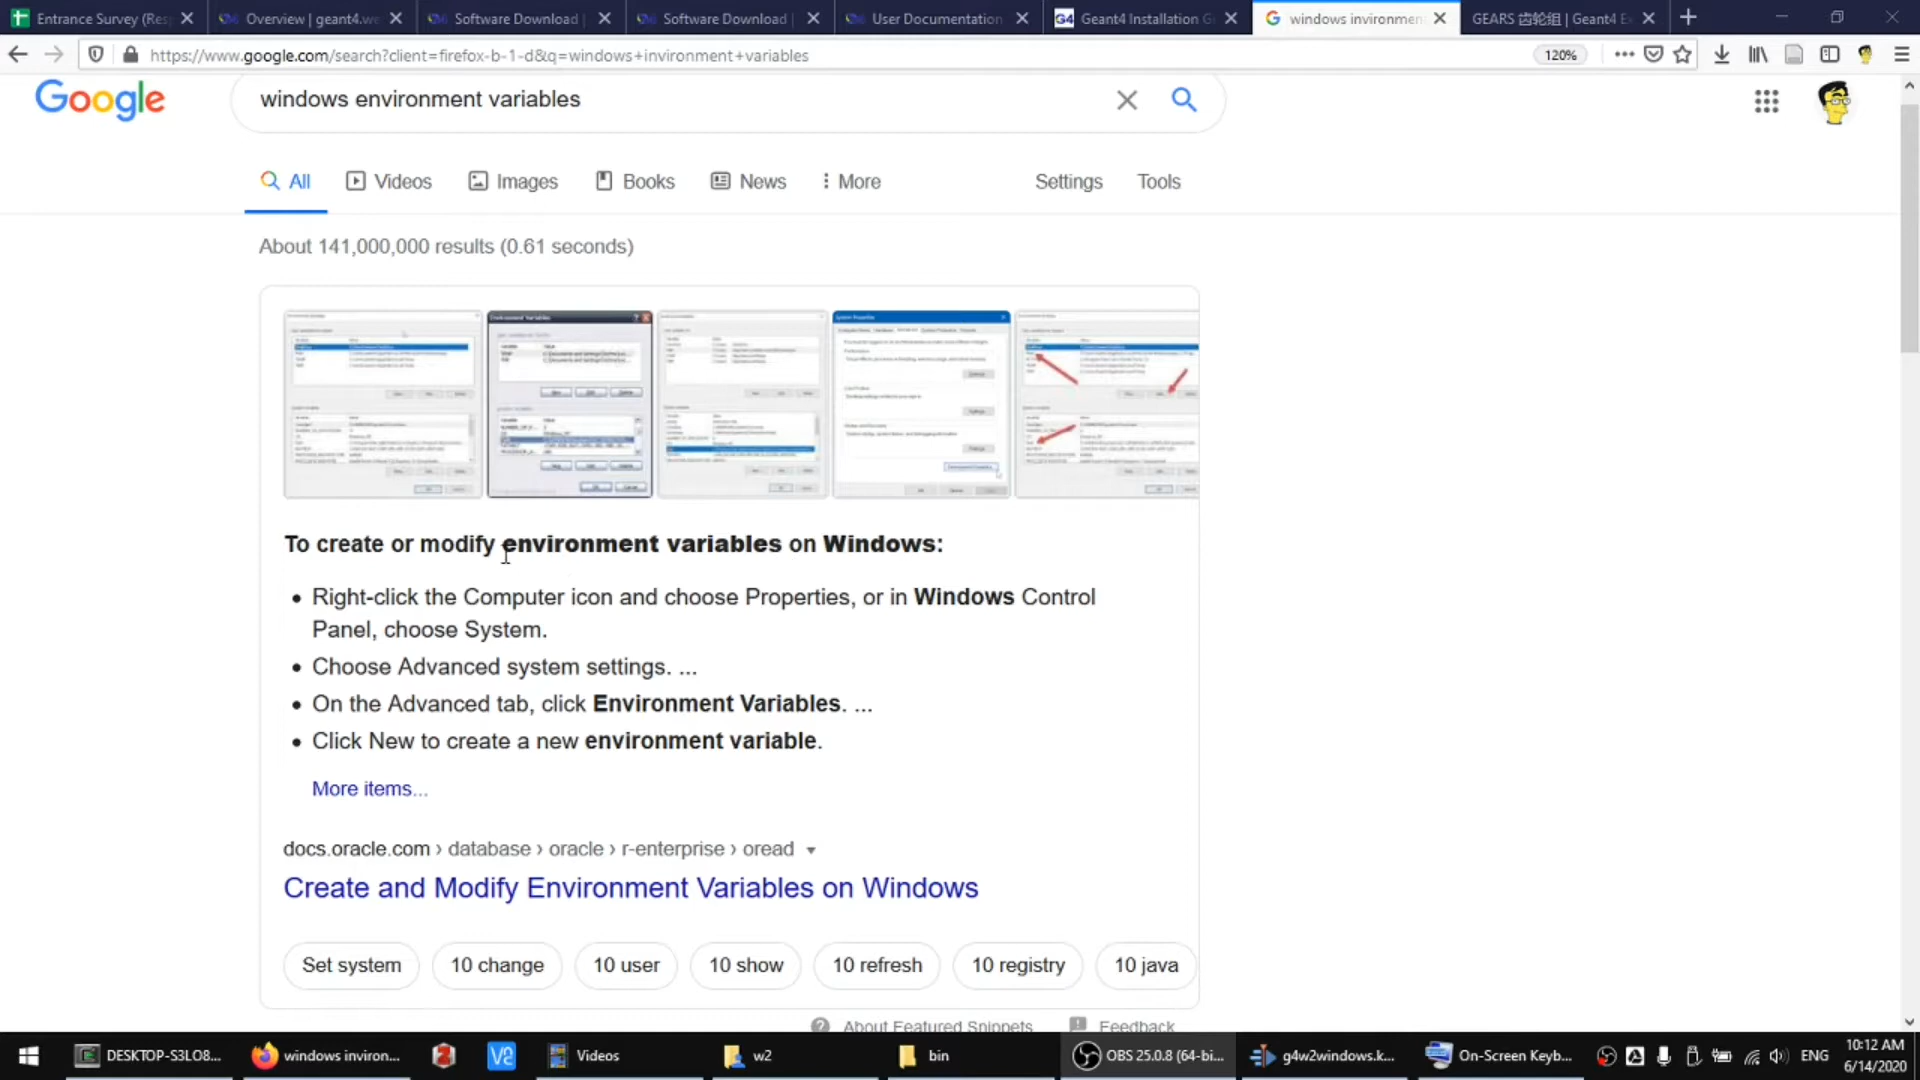 Entrance Survey (Res
Overview | geant4.we
Software Download |
Software Download |
User Documentation
G4 Geant4 Installation G
windows invironmen
GEARS 齿轮组 | Geant4 E
https://www.google.com/search?client=firefox-b-1-d&q=windows+invironment+variables
120%
Google
windows environment variables
All
Videos
Images
Books
News
More
Settings
Tools
About 141,000,000 results (0.61 seconds)
To create or modify environment variables on Windows:
• Right-click the Computer icon and choose Properties, or in Windows Control
Panel, choose System.
• Choose Advanced system settings. ...
• On the Advanced tab, click Environment Variables. ...
• Click New to create a new environment variable.
More items...
docs.oracle.com › database › oracle › r-enterprise › oread
Create and Modify Environment Variables on Windows
Set system
10 change
10 user
10 show
10 refresh
10 registry
10 java
About Featured Snippets
Feedback
DESKTOP-S3LO8...
windows inviron...
Videos
w2
bin
OBS 25.0.8 (64-bi...
g4w2windows.k...
On-Screen Keyb...
ENG
10:12 AM
6/14/2020